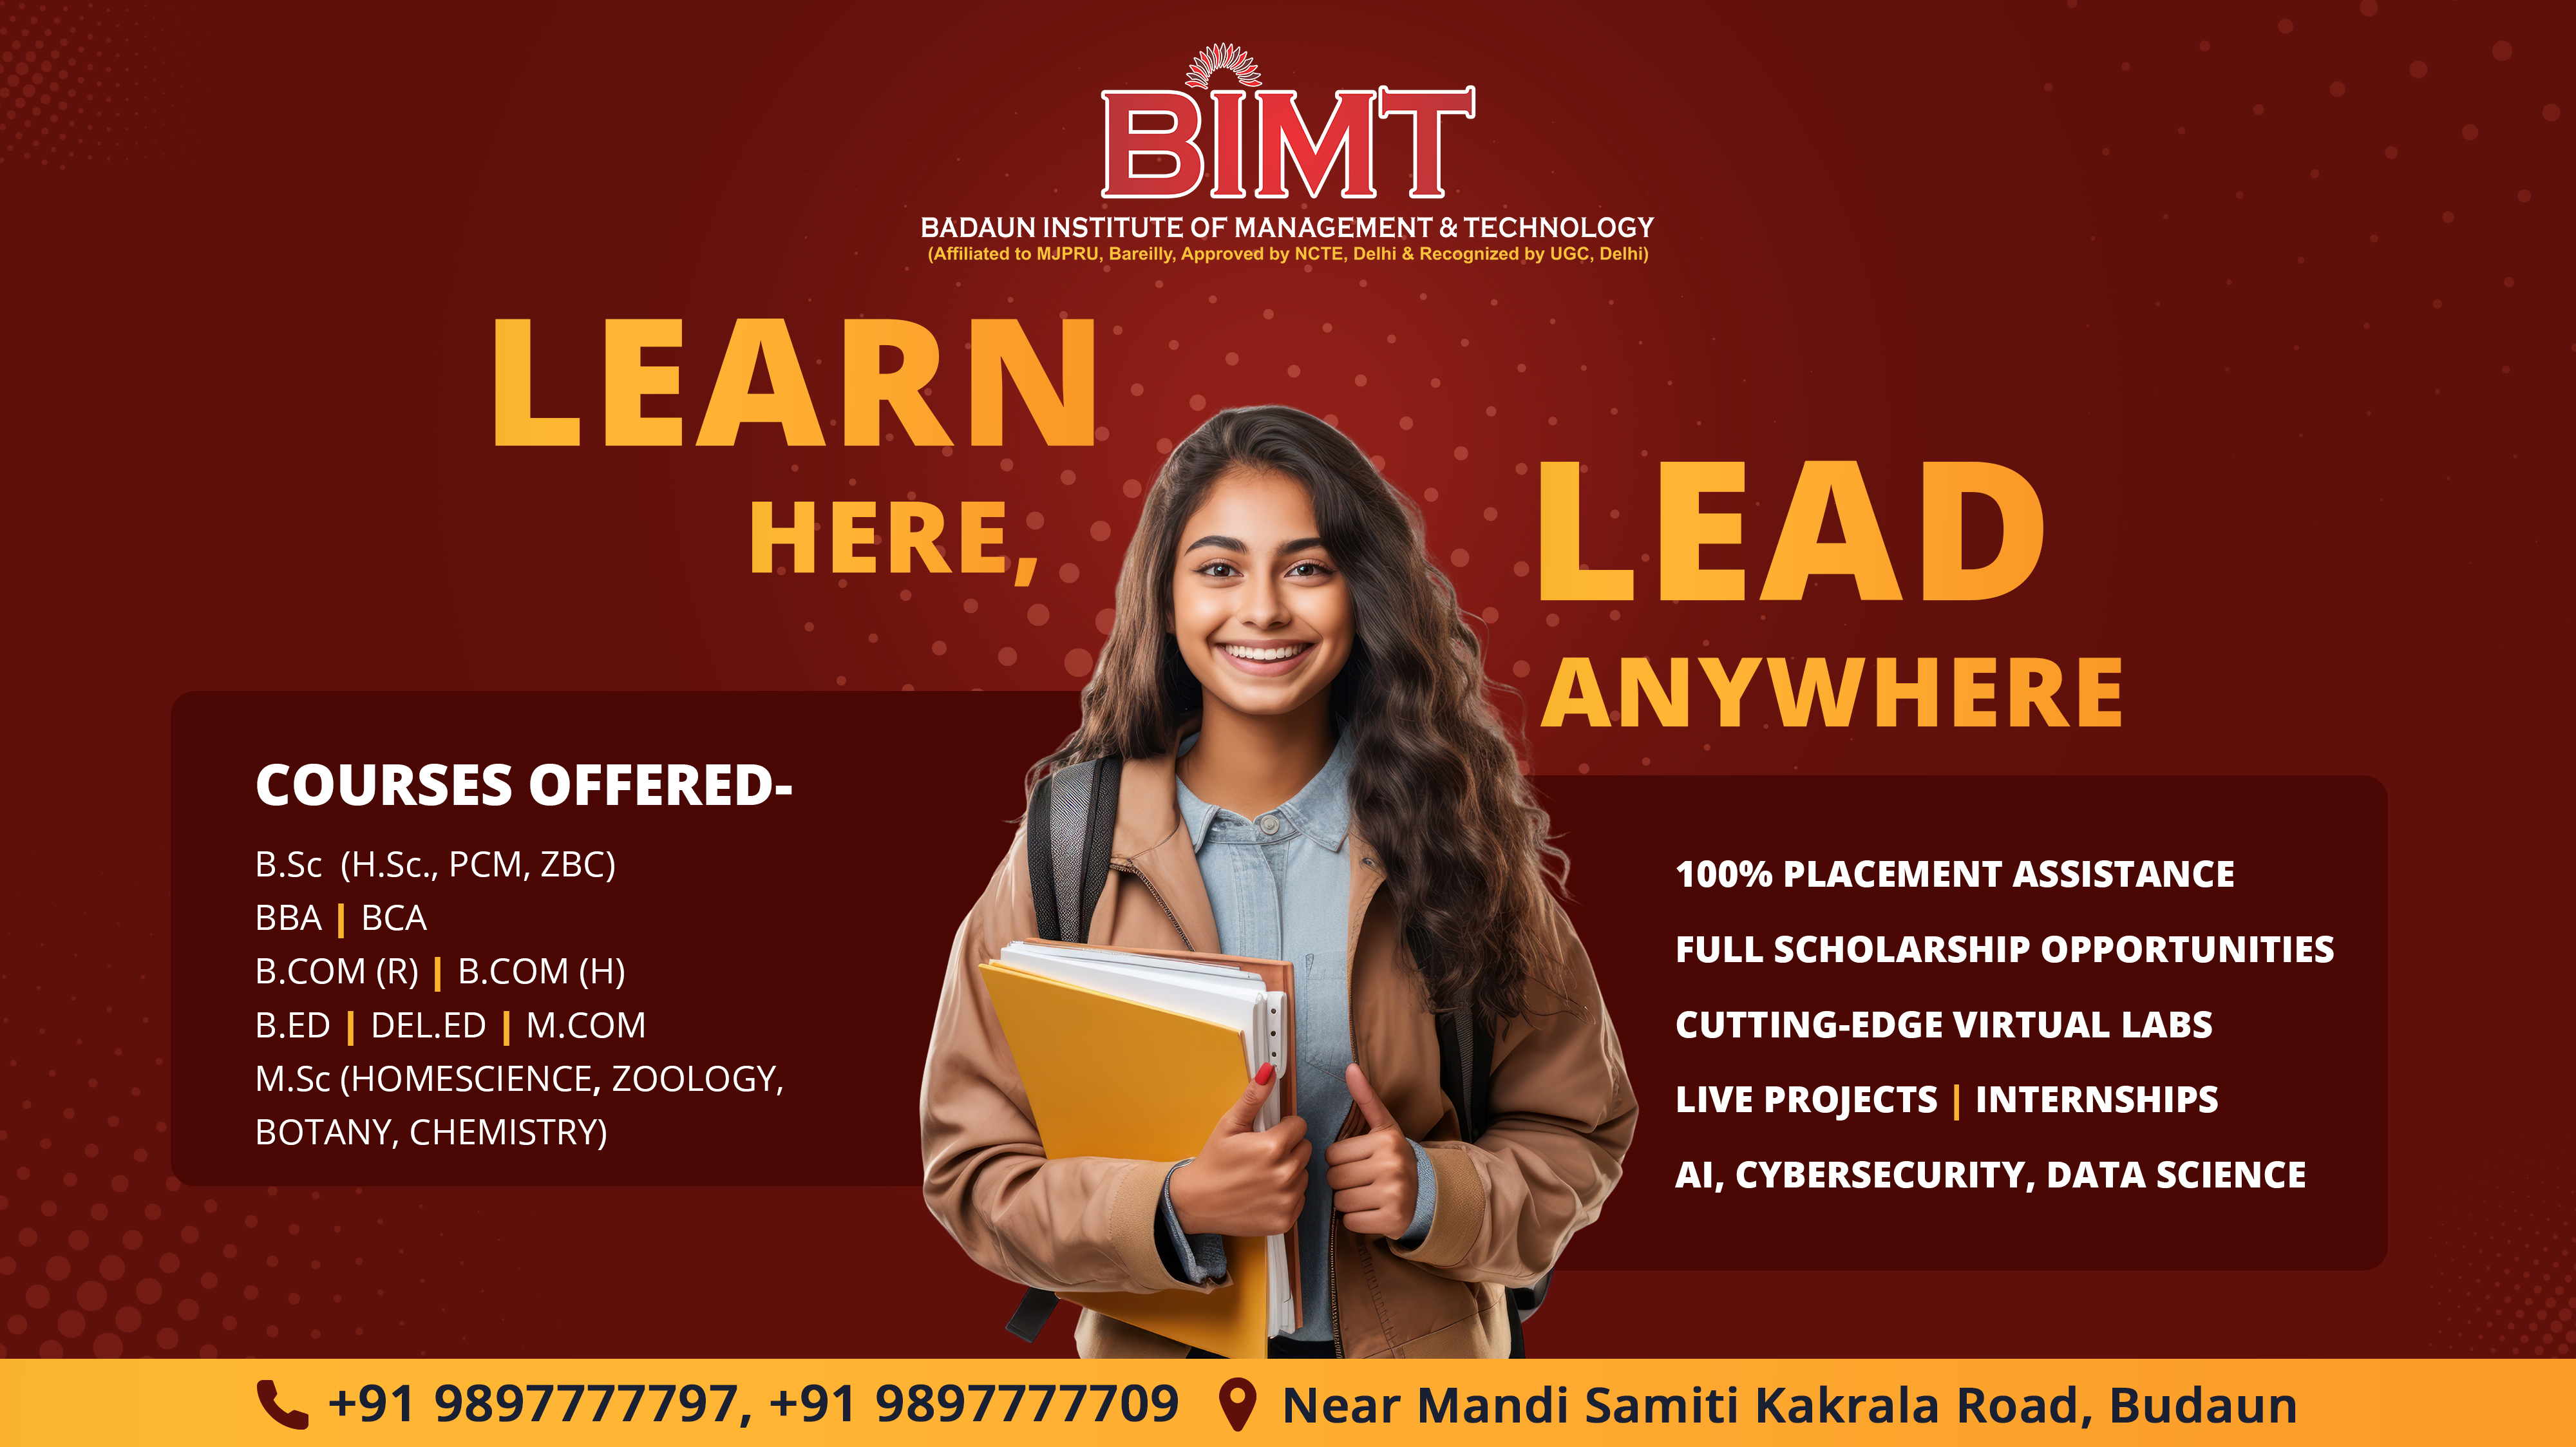 BIMT
BADAUN INSTITUTE OF MANAGEMENT & TECHNOLOGY
(Affiliated to MJPRU, Bareilly, Approved by NCTE, Delhi & Recognized by UGC, Delhi)
LEARN
HERE,
LEAD
ANYWHERE
COURSES OFFERED-
B.Sc (H.Sc., PCM, ZBC)
BBA | BCA
B.COM (R) | B.COM (H)
B.ED | DEL.ED | M.COM
M.Sc (HOMESCIENCE, ZOOLOGY,
BOTANY, CHEMISTRY)
100% PLACEMENT ASSISTANCE
FULL SCHOLARSHIP OPPORTUNITIES
CUTTING-EDGE VIRTUAL LABS
LIVE PROJECTS | INTERNSHIPS
AI, CYBERSECURITY, DATA SCIENCE
+91 9897777797, +91 9897777709
Near Mandi Samiti Kakrala Road, Budaun